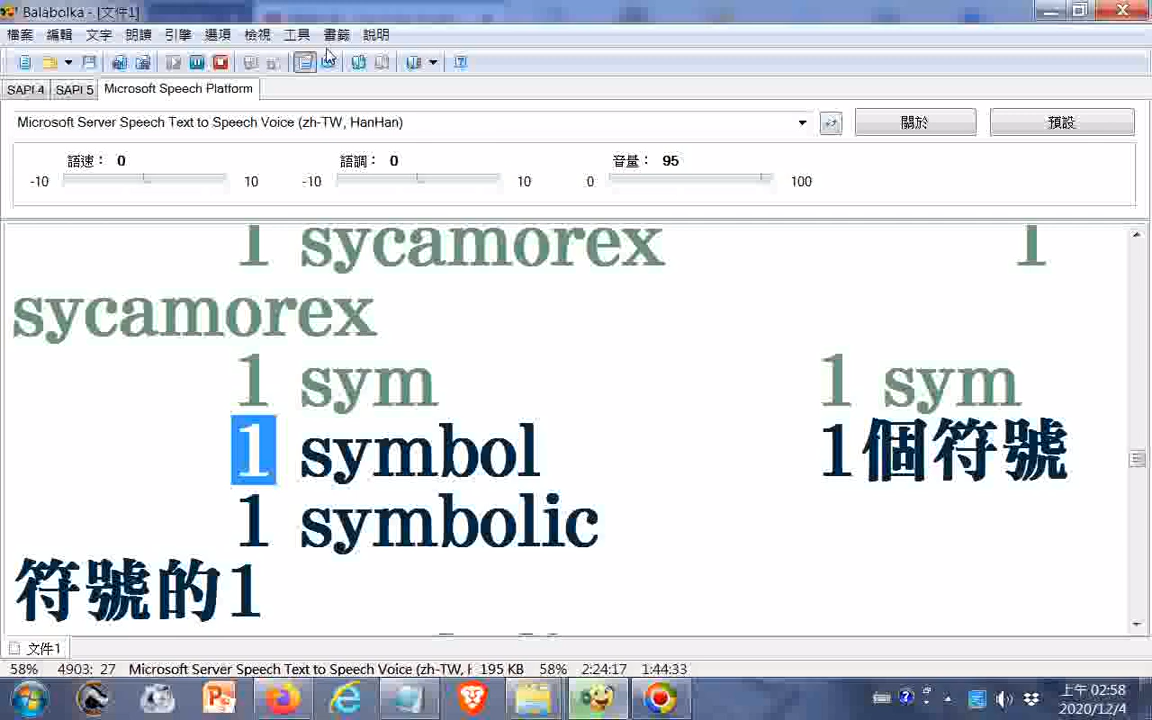 Balabolka - [文件1]
檔案 編輯 文字 朗讀 引擎 選項 檢視 工具 書籤 說明
SAPI 4 SAPI 5 Microsoft Speech Platform
Microsoft Server Speech Text to Speech Voice (zh-TW, HanHan) 關於 預設
語速： 0 語調： 0 音量： 95
-10 10 -10 10 0 100
1 sycamorex 1
sycamorex
1 sym 1 sym
1 symbol 1個符號
1 symbolic
符號的1
文件1
58% 4903: 27 Microsoft Server Speech Text to Speech Voice (zh-TW, 195 KB 58% 2:24:17 1:44:33
上午 02:58
2020/12/4